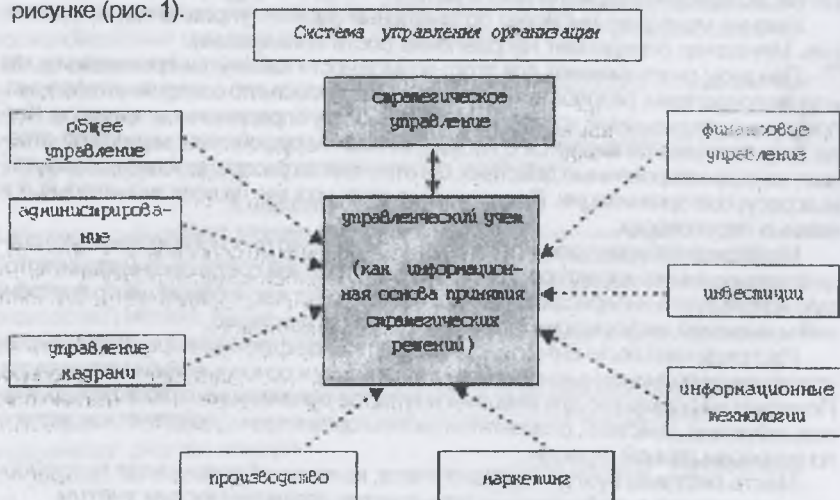 рисунке (рис. 1).
Система управления организации
стратегическое
управление
общее
управление
финансовое
управление
администрирова-
ние
управленческий учет
(как информацион-
ная основа принятия
стратегических
решений)
инвестиции
управление
кадрами
информационные
технологии
производство
маркетинг